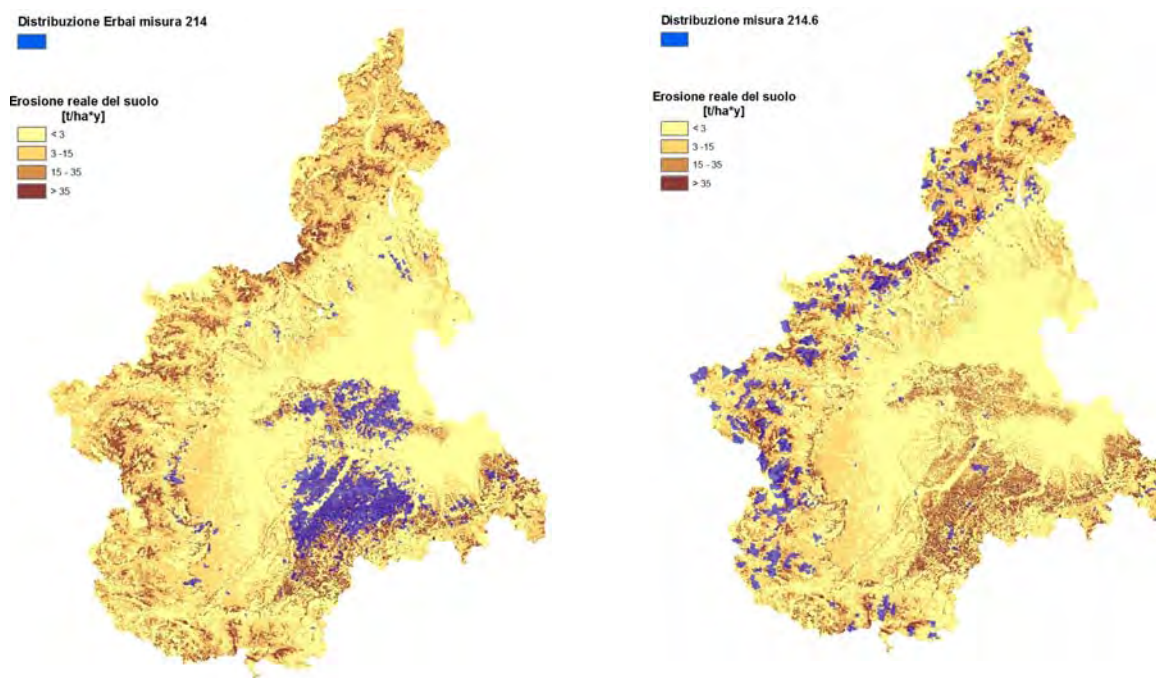 Distribuzione Erbai misura 214
Erosione reale del suolo
[t/ha*y]
< 3
3 -15
15 - 35
> 35
Distribuzione misura 214.6
Erosione reale del suolo
[t/ha*y]
< 3
3 -15
15 - 35
> 35